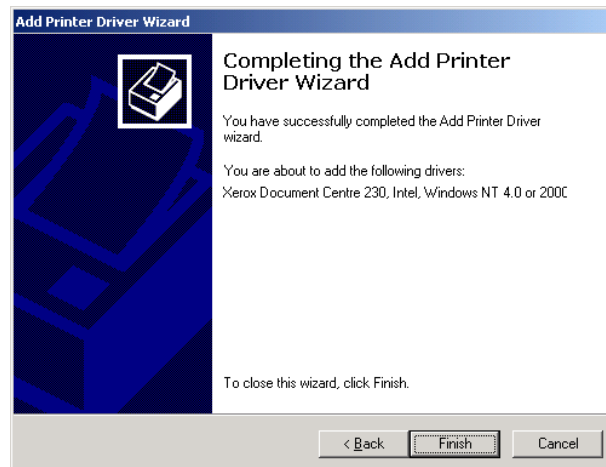 Add Printer Driver Wizard
Completing the Add Printer
Driver Wizard
You have successfully completed the Add Printer Driver
wizard.
You are about to add the following drivers:
Xerox Document Centre 230, Intel, Windows NT 4.0 or 2000
To close this wizard, click Finish.
< Back Finish Cancel